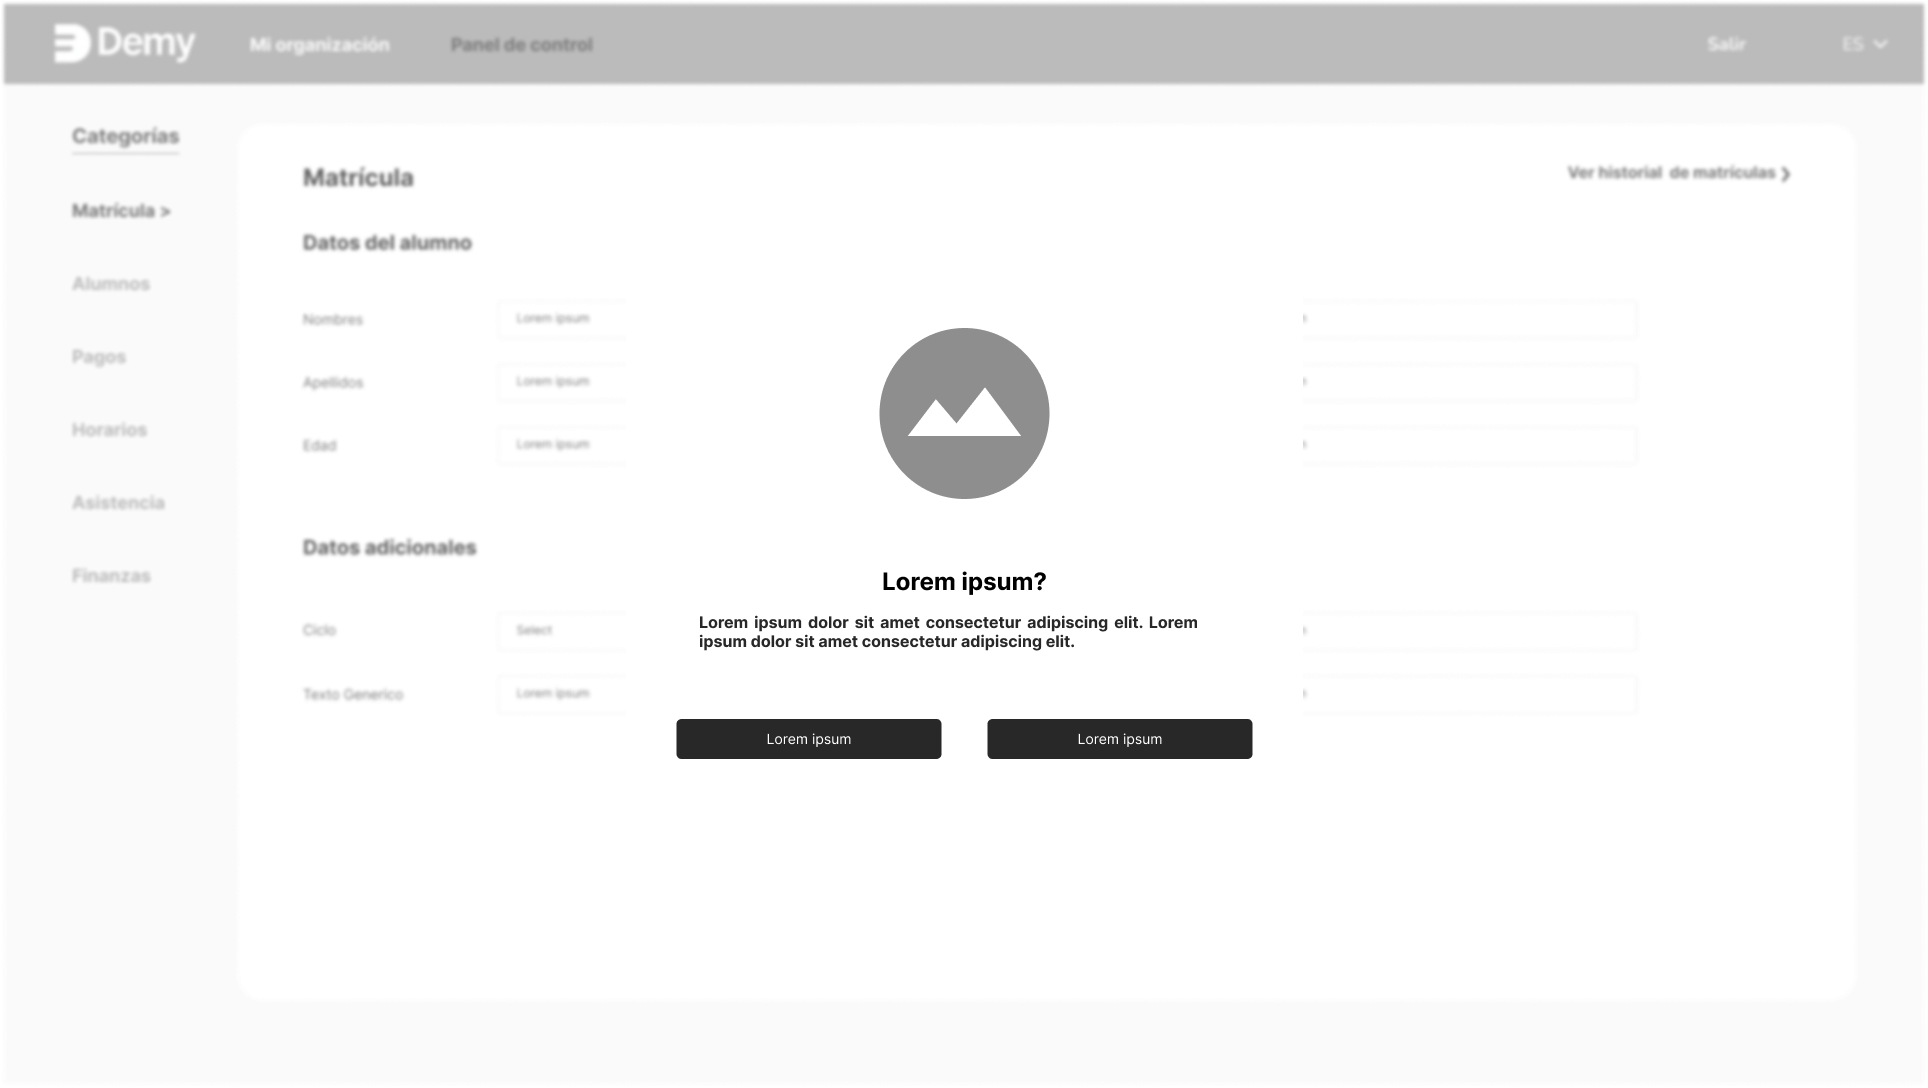 Demy
Mi organización
Panel de control
Salir
ES
Categorías
Matrícula >
Alumnos
Pagos
Horarios
Asistencia
Finanzas
Matrícula
Ver historial de matrículas ❯
Datos del alumno
Nombres
Lorem ipsum
Apellidos
Lorem ipsum
Edad
Lorem ipsum
Datos adicionales
Ciclo
Select
Texto Generico
Lorem ipsum
Lorem ipsum?
Lorem ipsum dolor sit amet consectetur adipiscing elit. Lorem
ipsum dolor sit amet consectetur adipiscing elit.
Lorem ipsum
Lorem ipsum